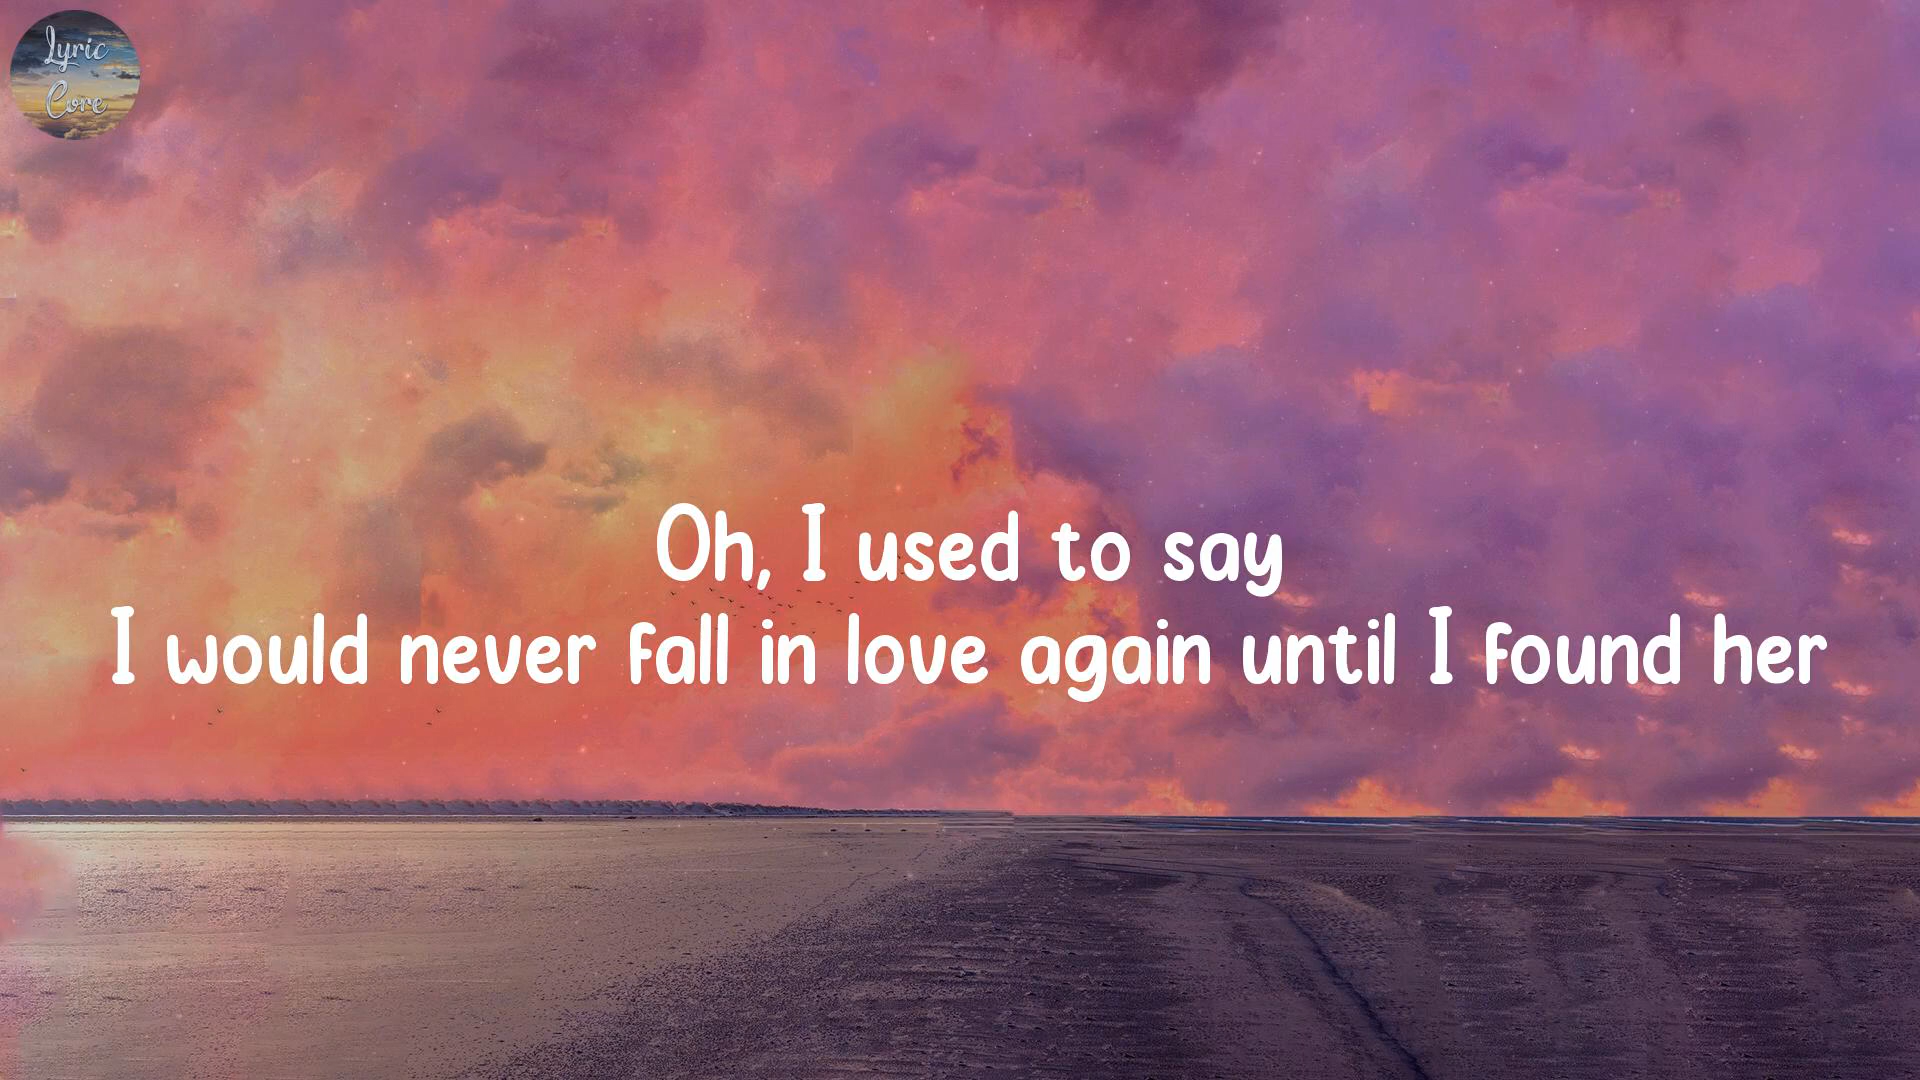 Lyric
Core
Oh, I used to say
I would never fall in love again until I found her